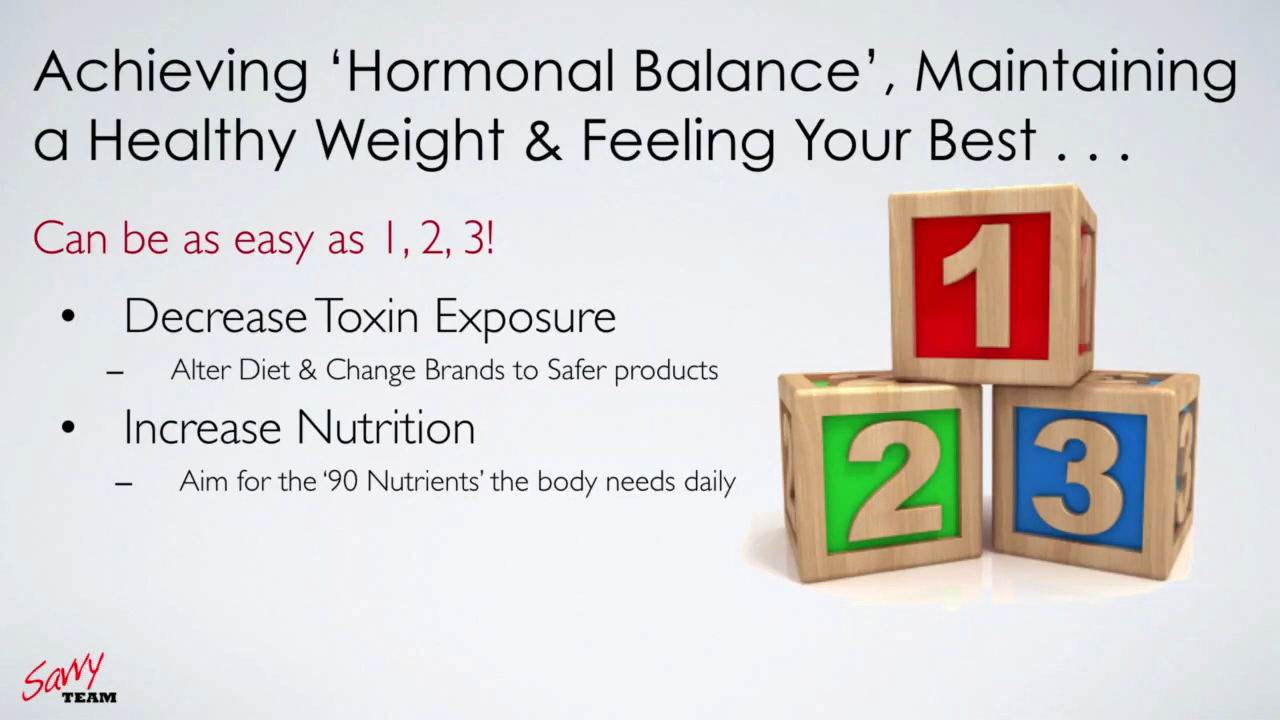 Achieving ‘Hormonal Balance’, Maintaining
a Healthy Weight & Feeling Your Best . . .
Can be as easy as 1, 2, 3!
• Decrease Toxin Exposure
– Alter Diet & Change Brands to Safer products
• Increase Nutrition
– Aim for the ‘90 Nutrients’ the body needs daily
1
2
3
Savvy
TEAM